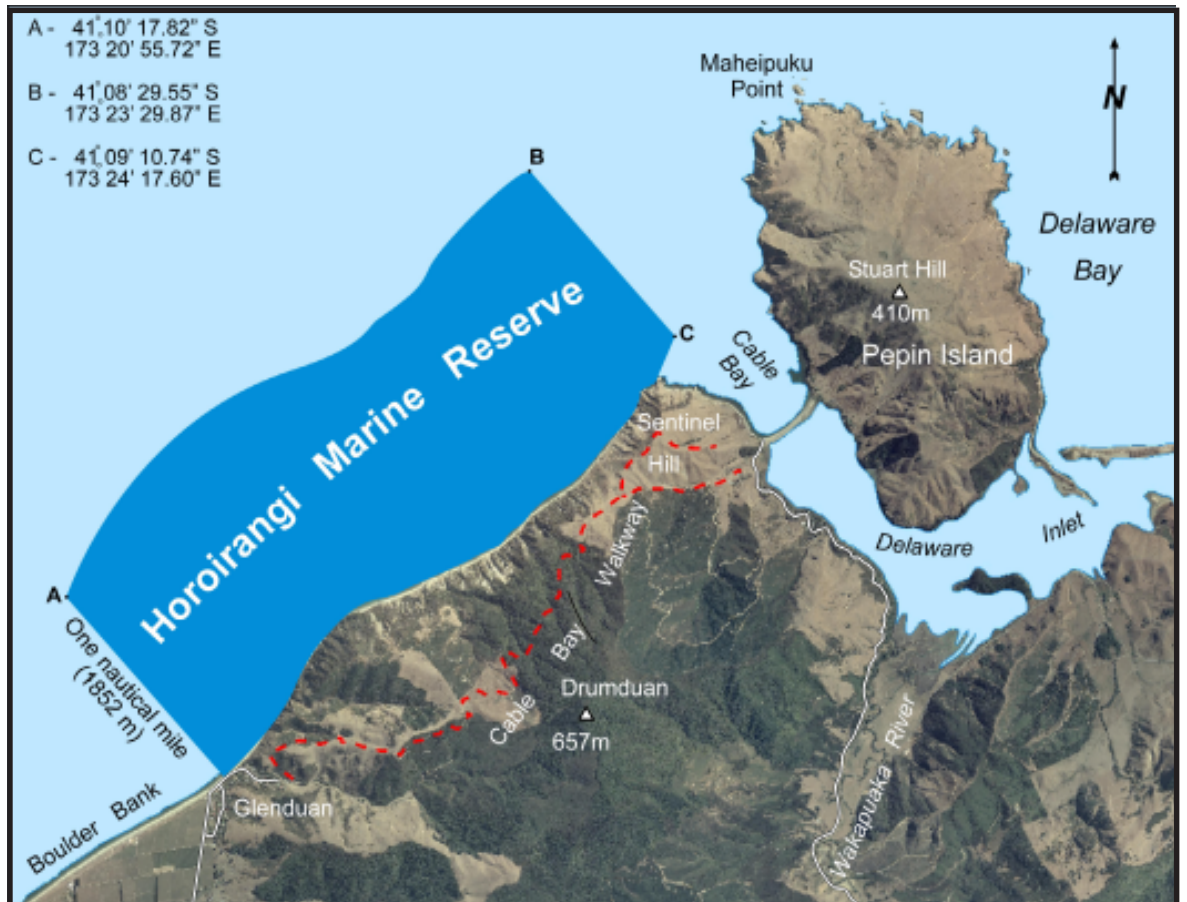 A - 41° 10' 17.82" S
173 20' 55.72" E
B - 41° 08' 29.55" S
173 23' 29.87" E
C - 41° 09' 10.74" S
173 24' 17.60" E
Maheipuku
Point
N
B
Delaware
Bay
Stuart Hill
410m
Pepin Island
C
Cable
Bay
Horoirangi Marine Reserve
Sentinel
Hill
A
One nautical mile
(1852 m)
Delaware Inlet
Cable Bay Walkway
Drumduan
657m
Wakapuaka River
Boulder Bank
Glenduan